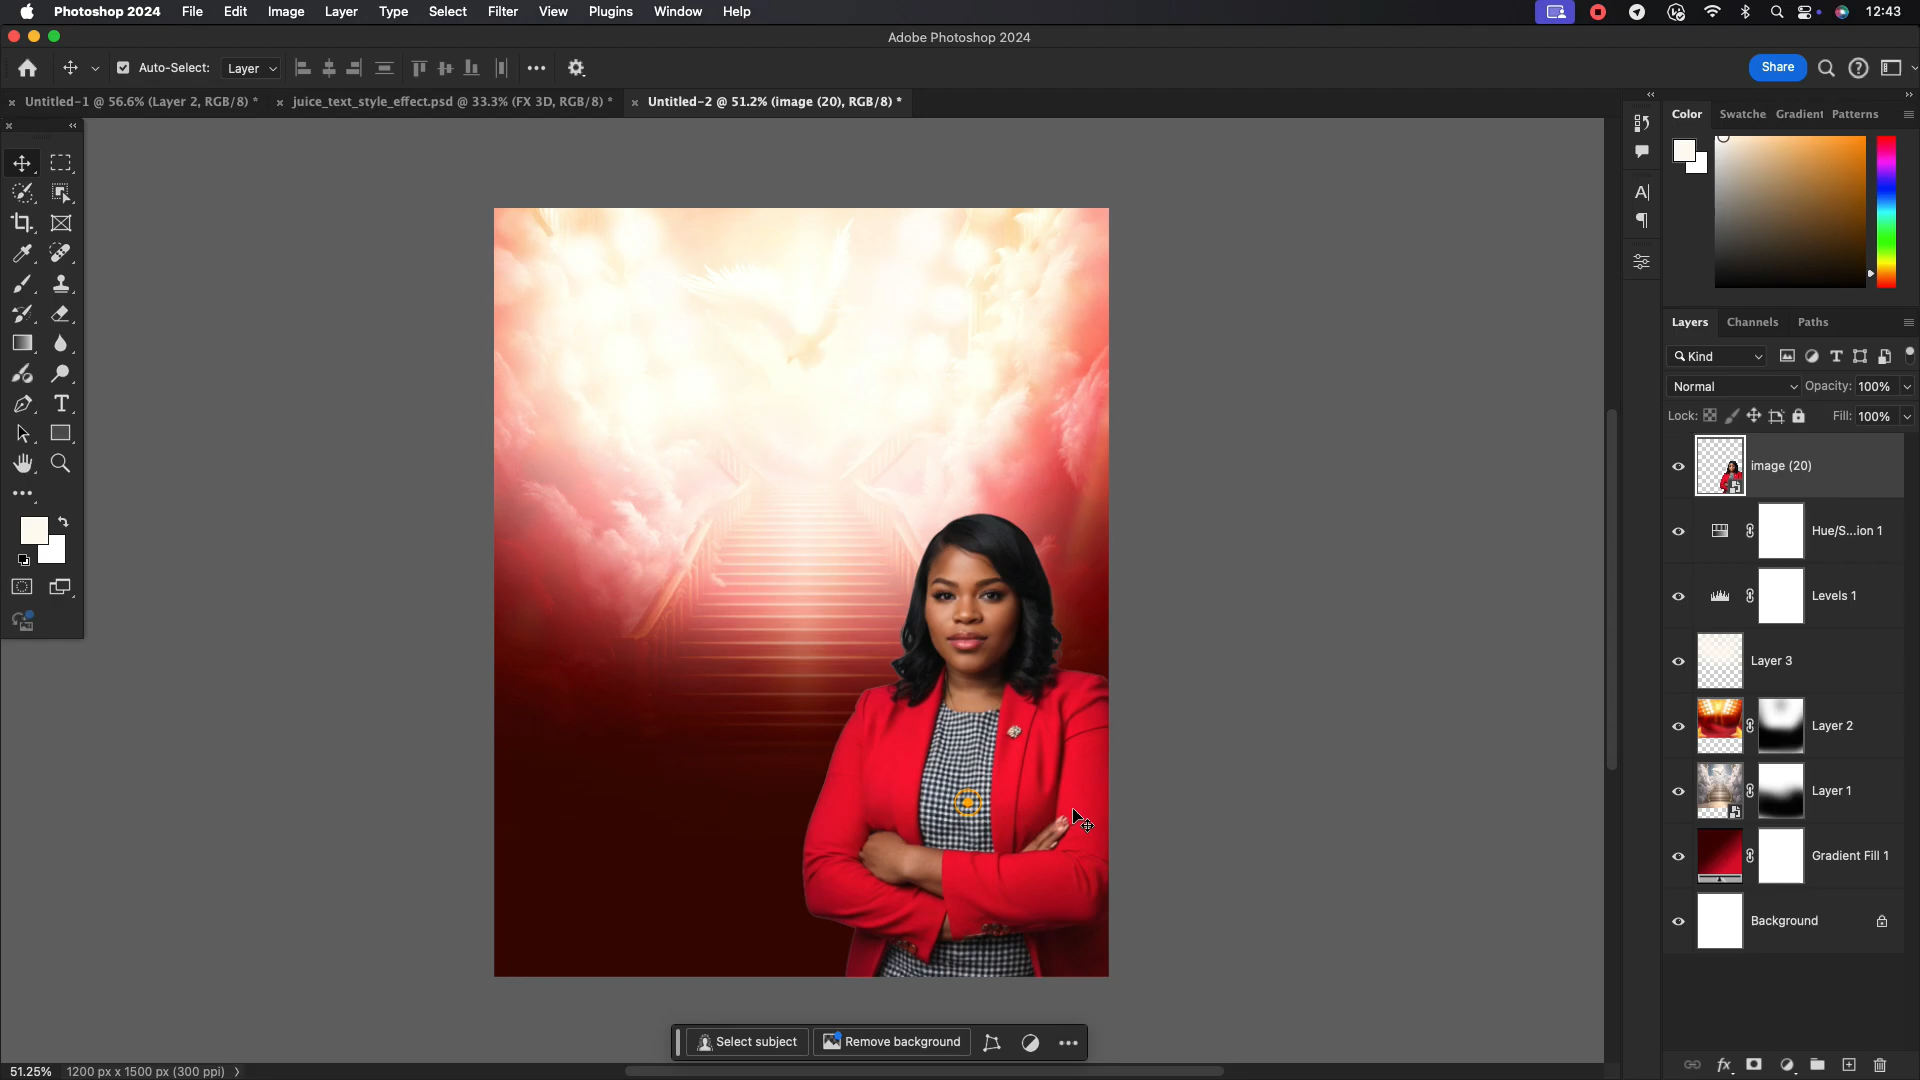 Photoshop 2024 File Edit Image Layer Type Select Filter View Plugins Window Help 12:43
Adobe Photoshop 2024
Auto-Select: Layer Share
Untitled-1 @ 56.6% (Layer 2, RGB/8) * juice_text_style_effect.psd @ 33.3% (FX 3D, RGB/8) * Untitled-2 @ 51.2% (image (20), RGB/8) *
Color Swatche Gradient Patterns
Layers Channels Paths
Kind
Normal Opacity: 100%
Lock: Fill: 100%
image (20)
Hue/S...ion 1
Levels 1
Layer 3
Layer 2
Layer 1
Gradient Fill 1
Background
Select subject Remove background
51.25% 1200 px x 1500 px (300 ppi)